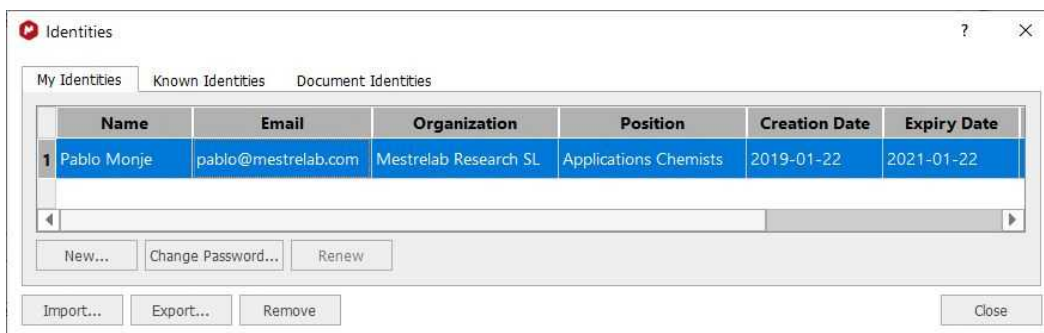 Identities ?
My Identities Known Identities Document Identities
Name Email Organization Position Creation Date Expiry Date
1 Pablo Monje pablo@mestrelab.com Mestrelab Research SL Applications Chemists 2019-01-22 2021-01-22
New... Change Password... Renew
Import... Export... Remove Close